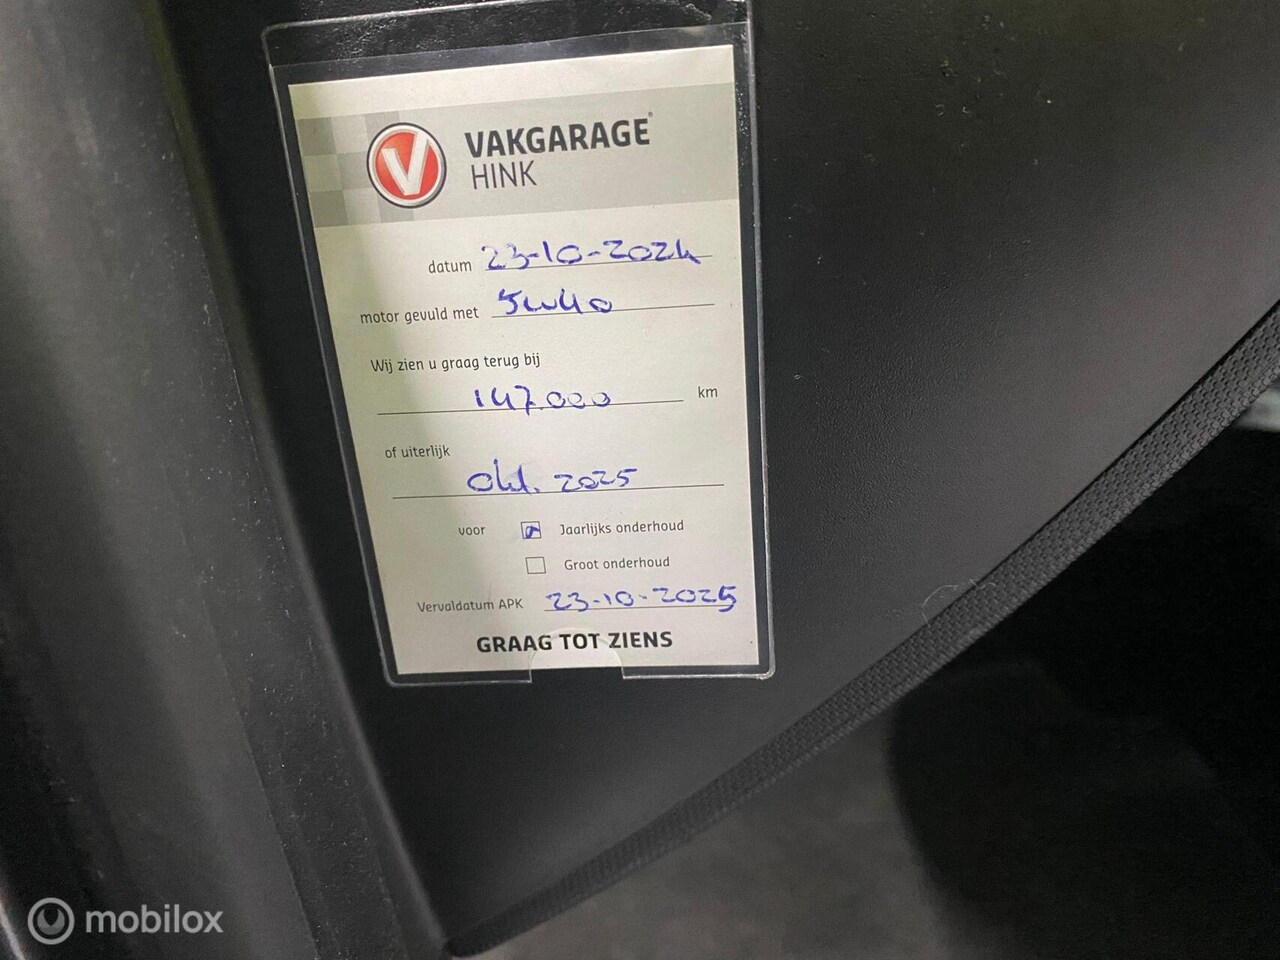 V
VAKGARAGE®
HINK
datum 23-10-2024
motor gevuld met 5w40
Wij zien u graag terug bij
147.000 km
of uiterlijk
Okt. 2025
voor Jaarlijks onderhoud
Groot onderhoud
Vervaldatum APK 23-10-2025
GRAAG TOT ZIENS
mobilox